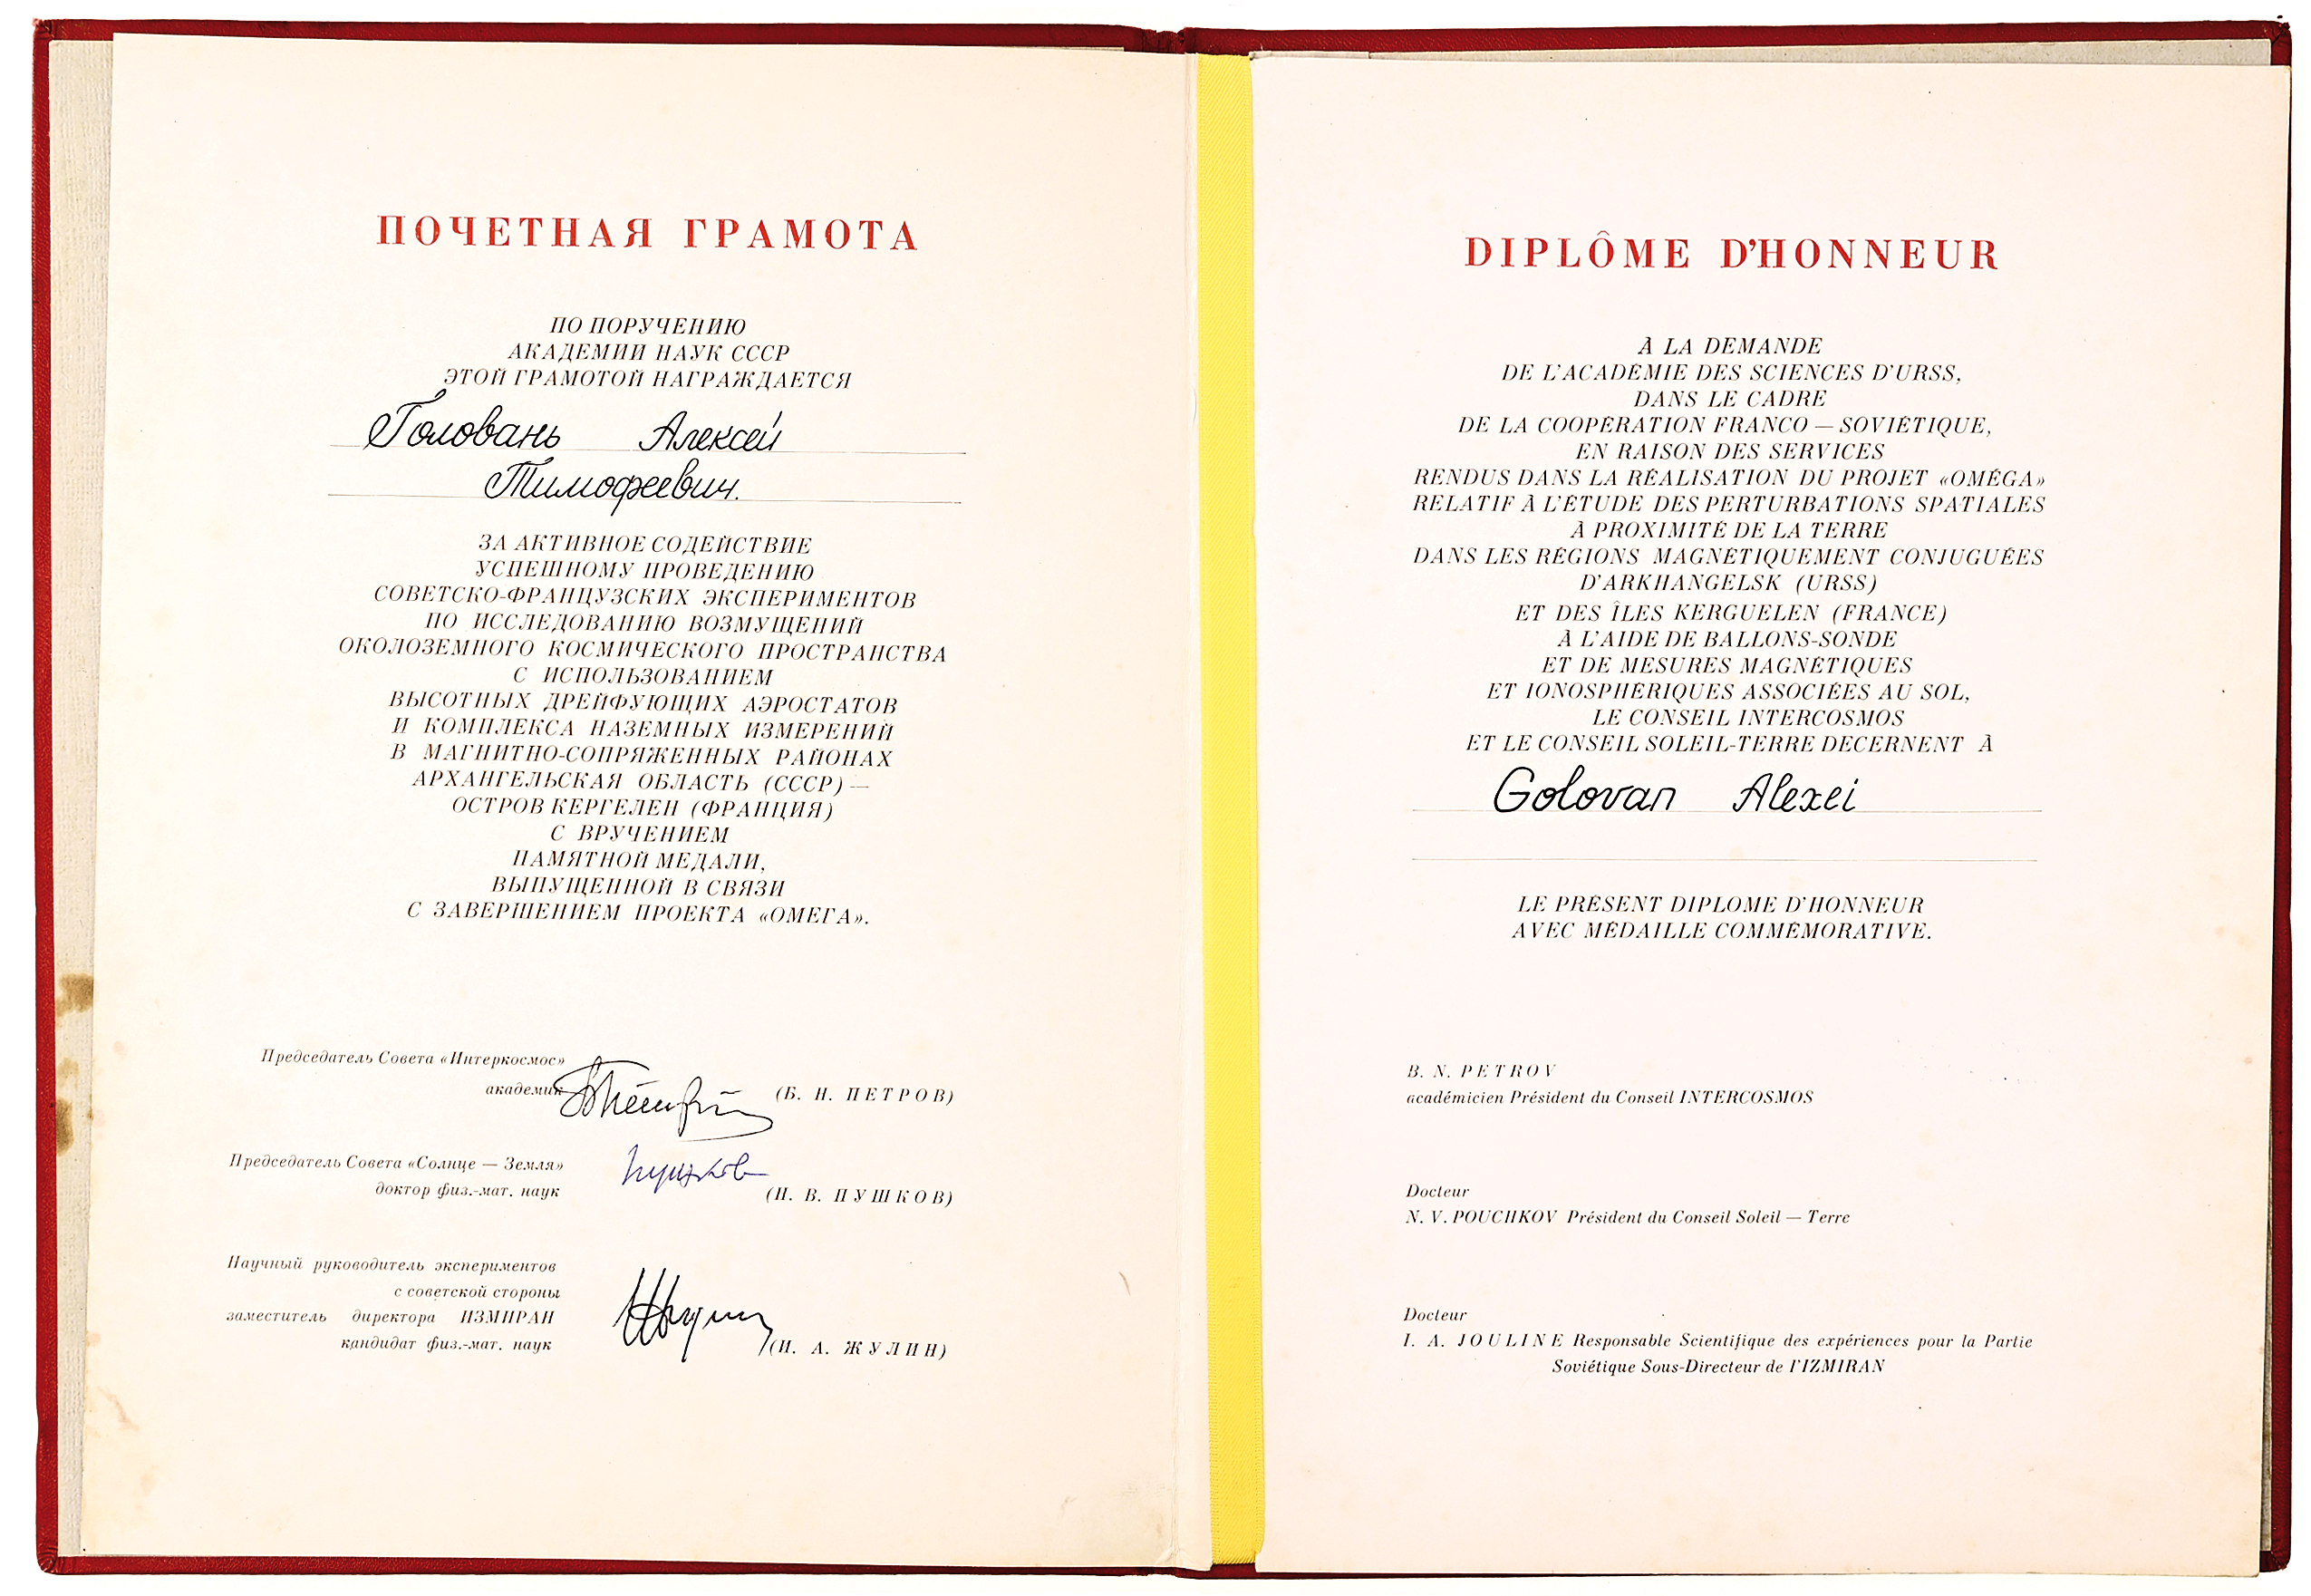 ПОЧЕТНАЯ ГРАМОТА
ПО ПОРУЧЕНИЮ
АКАДЕМИИ НАУК СССР
ЭТОЙ ГРАМОТОЙ НАГРАЖДАЕТСЯ
Головань Алексей
Тимофеевич.
ЗА АКТИВНОЕ СОДЕЙСТВИЕ
УСПЕШНОМУ ПРОВЕДЕНИЮ
СОВЕТСКО-ФРАНЦУЗСКИХ ЭКСПЕРИМЕНТОВ
ПО ИССЛЕДОВАНИЮ ВОЗМУЩЕНИЙ
ОКОЛОЗЕМНОГО КОСМИЧЕСКОГО ПРОСТРАНСТВА
С ИСПОЛЬЗОВАНИЕМ
ВЫСОТНЫХ ДРЕЙФУЮЩИХ АЭРОСТАТОВ
И КОМПЛЕКСА НАЗЕМНЫХ ИЗМЕРЕНИЙ
В МАГНИТНО-СОПРЯЖЕННЫХ РАЙОНАХ
АРХАНГЕЛЬСКАЯ ОБЛАСТЬ (СССР) —
ОСТРОВ КЕРГЕЛЕН (ФРАНЦИЯ)
С ВРУЧЕНИЕМ
ПАМЯТНОЙ МЕДАЛИ,
ВЫПУЩЕННОЙ В СВЯЗИ
С ЗАВЕРШЕНИЕМ ПРОЕКТА «ОМЕГА».
Председатель Совета «Интеркосмос»
академик (Б. Н. ПЕТРОВ)
Председатель Совета «Солнце — Земля»
доктор физ.-мат. наук (Н. В. ПУШКОВ)
Научный руководитель экспериментов
с советской стороны
заместитель директора ИЗМИРАН
кандидат физ.-мат. наук (И. А. ЖУЛИН)
DIPLÔME D'HONNEUR
À LA DEMANDE
DE L'ACADÉMIE DES SCIENCES D'URSS,
DANS LE CADRE
DE LA COOPÉRATION FRANCO — SOVIÉTIQUE,
EN RAISON DES SERVICES
RENDUS DANS LA RÉALISATION DU PROJET «OMÉGA»
RELATIF À L'ÉTUDE DES PERTURBATIONS SPATIALES
À PROXIMITÉ DE LA TERRE
DANS LES RÉGIONS MAGNÉTIQUEMENT CONJUGUÉES
D'ARKHANGELSK (URSS)
ET DES ÎLES KERGUELEN (FRANCE)
À L'AIDE DE BALLONS-SONDE
ET DE MESURES MAGNÉTIQUES
ET IONOSPHÉRIQUES ASSOCIÉES AU SOL,
LE CONSEIL INTERCOSMOS
ET LE CONSEIL SOLEIL-TERRE DECERNENT À
Golovan Alexei
LE PRÉSENT DIPLOME D'HONNEUR
AVEC MÉDAILLE COMMÉMORATIVE.
B. N. PETROV
académicien Président du Conseil INTERCOSMOS
Docteur
N. V. POUCHKOV Président du Conseil Soleil — Terre
Docteur
I. A. JOULINE Responsable Scientifique des expériences pour la Partie
Soviétique Sous-Directeur de l'IZMIRAN